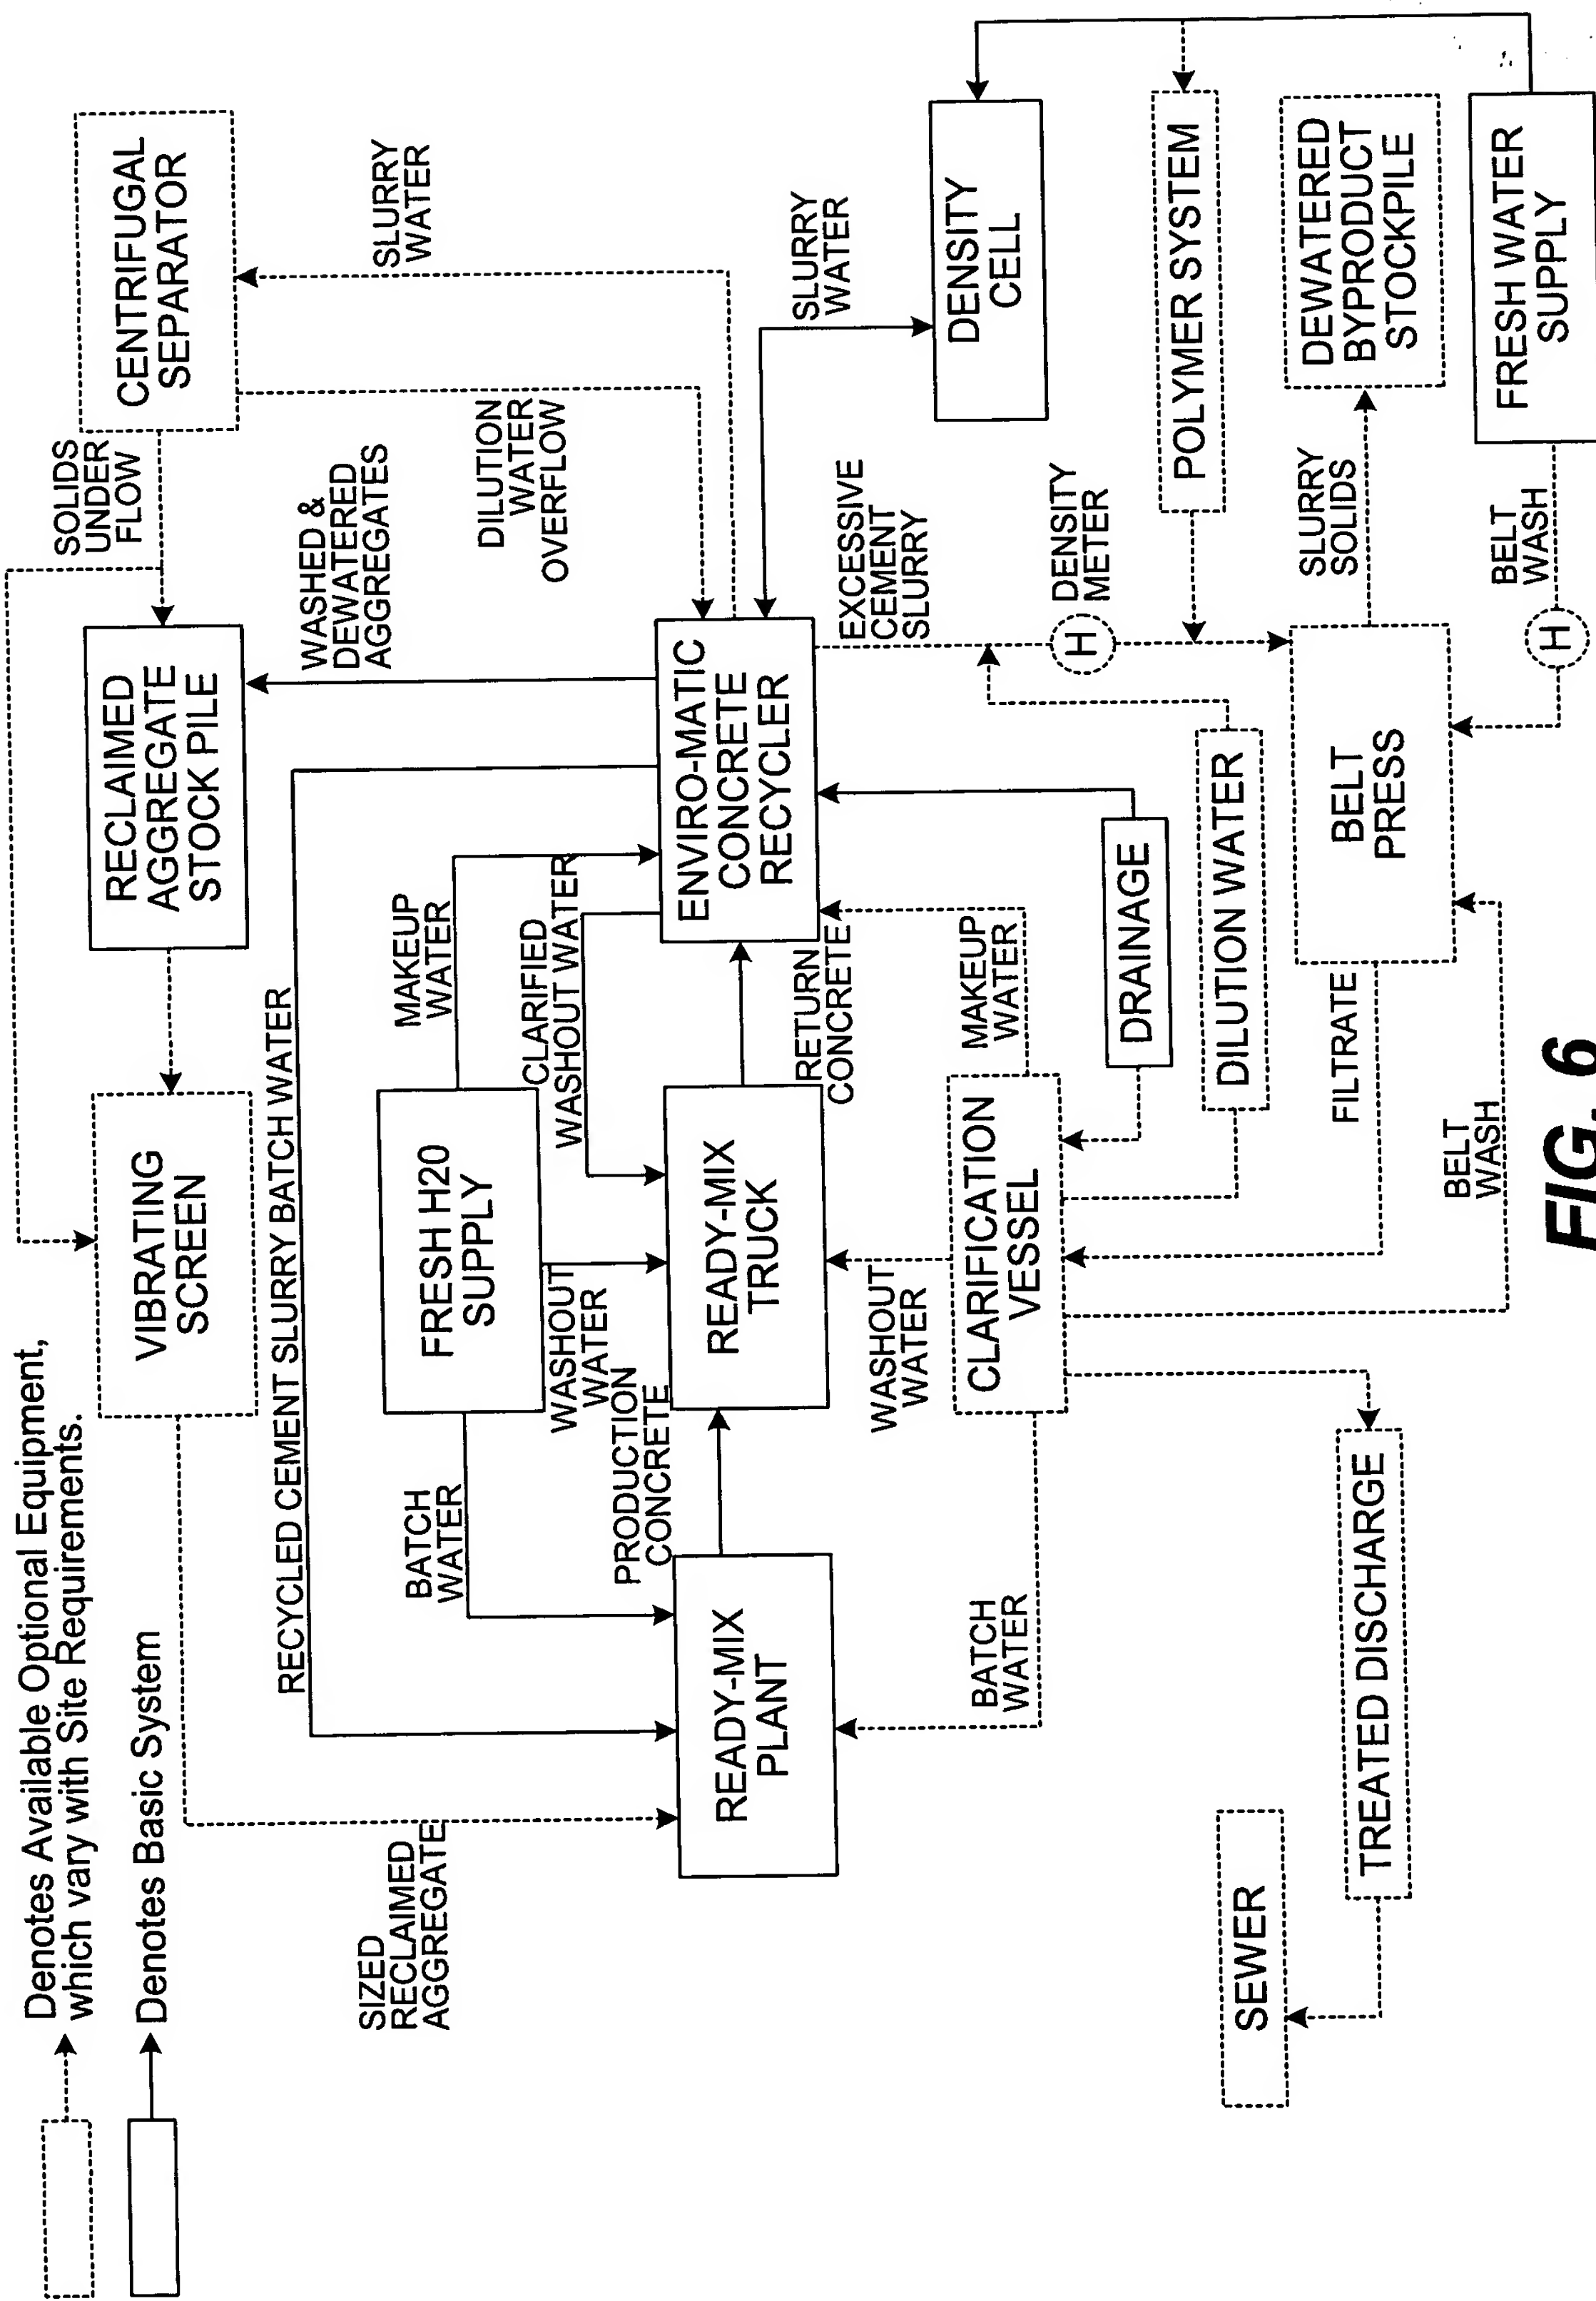 Denotes Available Optional Equipment,
which vary with Site Requirements.
Denotes Basic System
SIZED
RECLAIMED
AGGREGATE
VIBRATING
SCREEN
RECLAIMED
AGGREGATE
STOCK PILE
SOLIDS
UNDER
FLOW
CENTRIFUGAL
SEPARATOR
SLURRY
WATER
WASHED &
DEWATERED
AGGREGATES
DILUTION
WATER
OVERFLOW
RECYCLED CEMENT SLURRY BATCH WATER
BATCH
WATER
FRESH H20
SUPPLY
MAKEUP
WATER
CLARIFIED
WASHOUT WATER
WASHOUT
WATER
PRODUCTION
CONCRETE
READY-MIX
PLANT
READY-MIX
TRUCK
RETURN
CONCRETE
ENVIRO-MATIC
CONCRETE
RECYCLER
SLURRY
WATER
DENSITY
CELL
EXCESSIVE
CEMENT
SLURRY
DENSITY
METER
H
POLYMER SYSTEM
BATCH
WATER
WASHOUT
WATER
CLARIFICATION
VESSEL
MAKEUP
WATER
DRAINAGE
DILUTION WATER
SEWER
TREATED DISCHARGE
FILTRATE
BELT
PRESS
SLURRY
SOLIDS
DEWATERED
BYPRODUCT
STOCKPILE
BELT
WASH
H
BELT
WASH
FRESH WATER
SUPPLY
FIG. 6